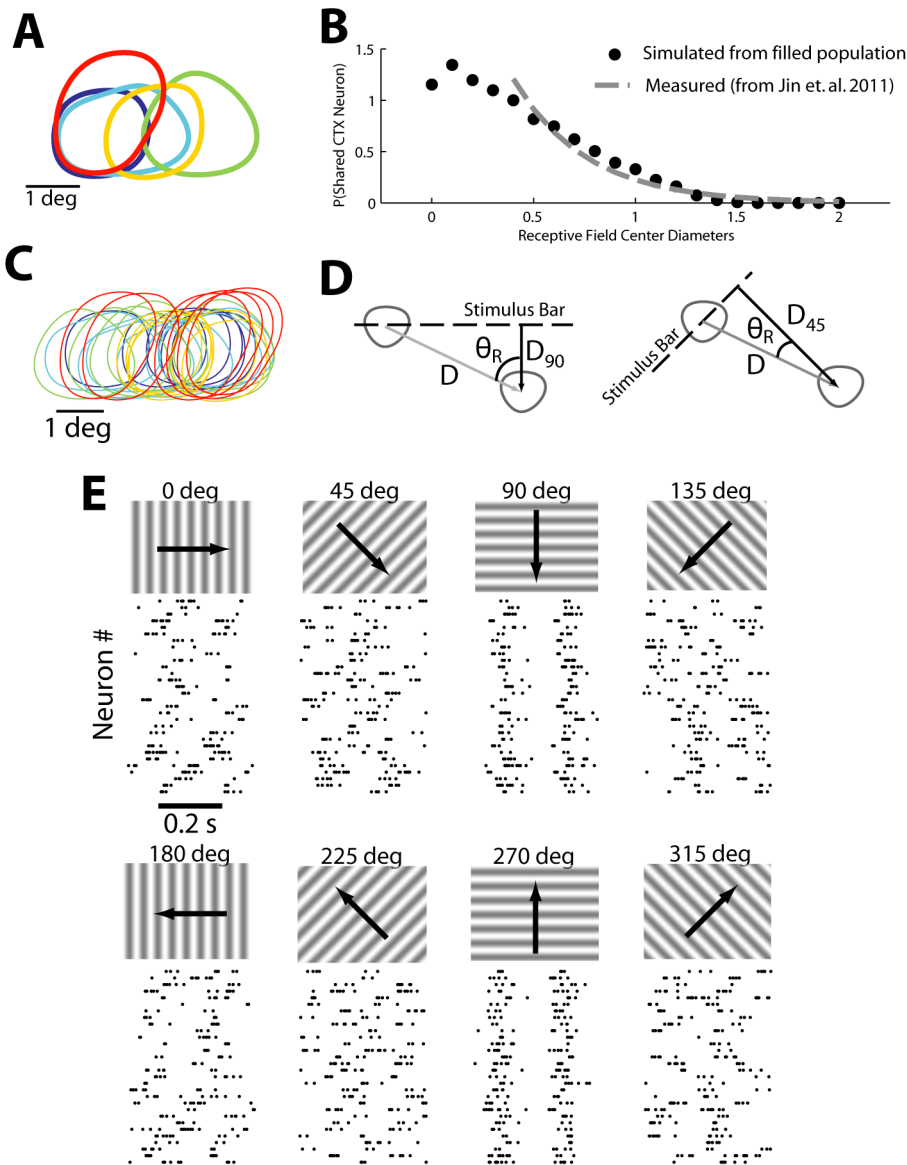 A
1 deg
B
1.5
1
0.5
0
P(Shared CTX Neuron)
0
0.5
1
1.5
2
Receptive Field Center Diameters
Simulated from filled population
Measured (from Jin et. al. 2011)
C
1 deg
D
Stimulus Bar
θR
D90
D
Stimulus Bar
θR
D45
D
E
0 deg
45 deg
90 deg
135 deg
Neuron #
0.2 s
180 deg
225 deg
270 deg
315 deg